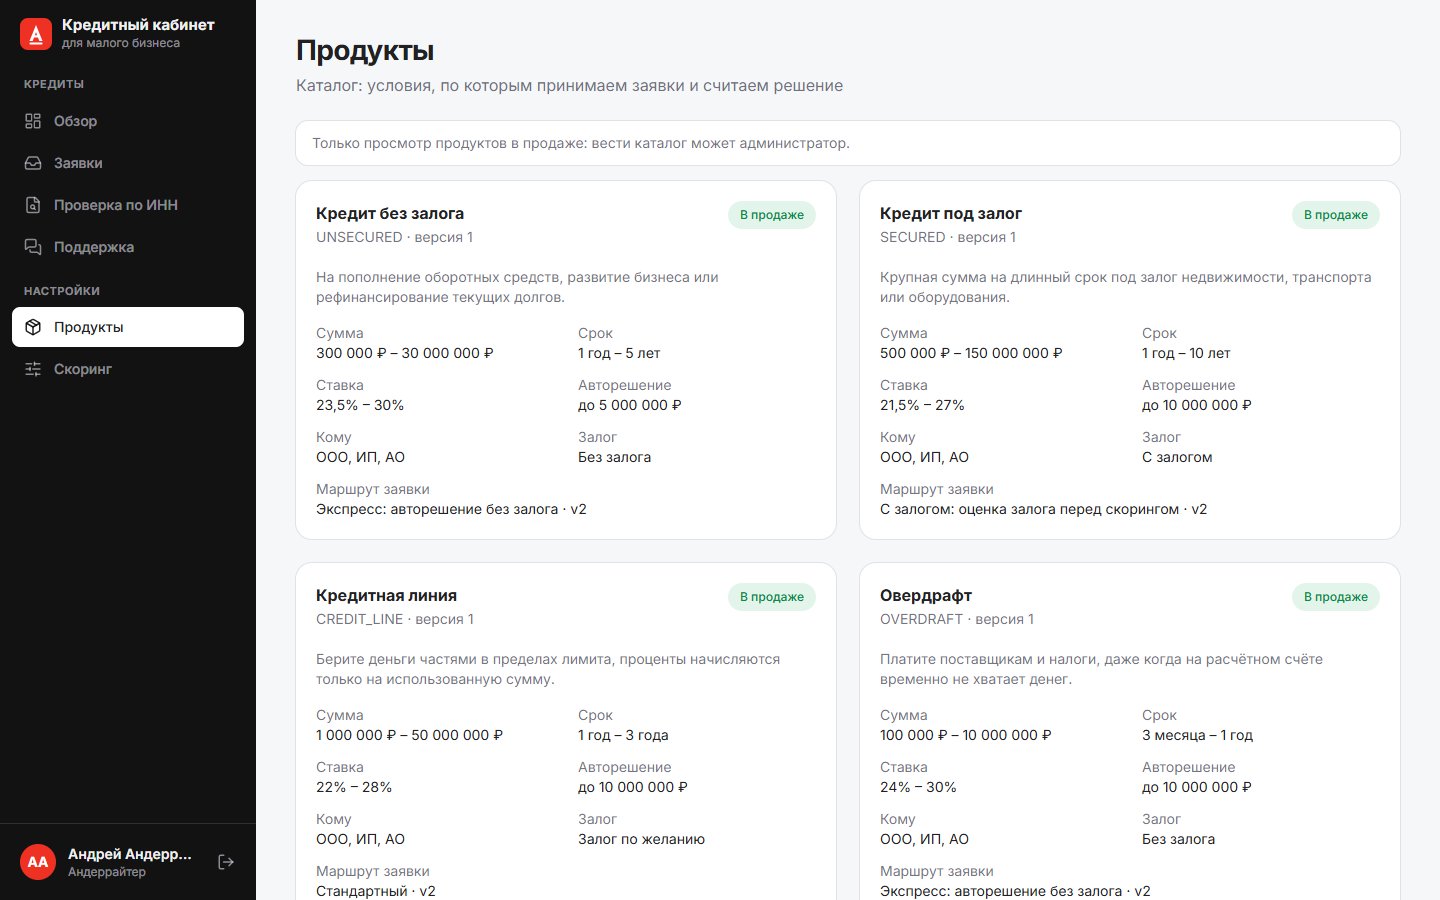 Кредитный кабинет
для малого бизнеса
КРЕДИТЫ
Обзор
Заявки
Проверка по ИНН
Поддержка
НАСТРОЙКИ
Продукты
Скоринг
АА
Андрей Андерр...
Андеррайтер
Продукты
Каталог: условия, по которым принимаем заявки и считаем решение
Только просмотр продуктов в продаже: вести каталог может администратор.
Кредит без залога
В продаже
UNSECURED · версия 1
На пополнение оборотных средств, развитие бизнеса или
рефинансирование текущих долгов.
Сумма
300 000 ₽ – 30 000 000 ₽
Срок
1 год – 5 лет
Ставка
23,5% – 30%
Авторешение
до 5 000 000 ₽
Кому
ООО, ИП, АО
Залог
Без залога
Маршрут заявки
Экспресс: авторешение без залога · v2
Кредит под залог
В продаже
SECURED · версия 1
Крупная сумма на длинный срок под залог недвижимости, транспорта
или оборудования.
Сумма
500 000 ₽ – 150 000 000 ₽
Срок
1 год – 10 лет
Ставка
21,5% – 27%
Авторешение
до 10 000 000 ₽
Кому
ООО, ИП, АО
Залог
С залогом
Маршрут заявки
С залогом: оценка залога перед скорингом · v2
Кредитная линия
В продаже
CREDIT_LINE · версия 1
Берите деньги частями в пределах лимита, проценты начисляются
только на использованную сумму.
Сумма
1 000 000 ₽ – 50 000 000 ₽
Срок
1 год – 3 года
Ставка
22% – 28%
Авторешение
до 10 000 000 ₽
Кому
ООО, ИП, АО
Залог
Залог по желанию
Маршрут заявки
Стандартный · v2
Овердрафт
В продаже
OVERDRAFT · версия 1
Платите поставщикам и налоги, даже когда на расчётном счёте
временно не хватает денег.
Сумма
100 000 ₽ – 10 000 000 ₽
Срок
3 месяца – 1 год
Ставка
24% – 30%
Авторешение
до 10 000 000 ₽
Кому
ООО, ИП, АО
Залог
Без залога
Маршрут заявки
Экспресс: авторешение без залога · v2